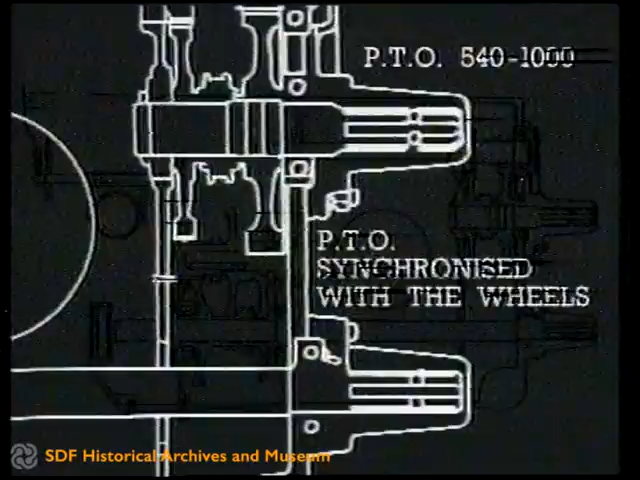 P.T.O. 540-1000
P.T.O.
SYNCHRONISED
WITH THE WHEELS
SDF Historical Archives and Museum